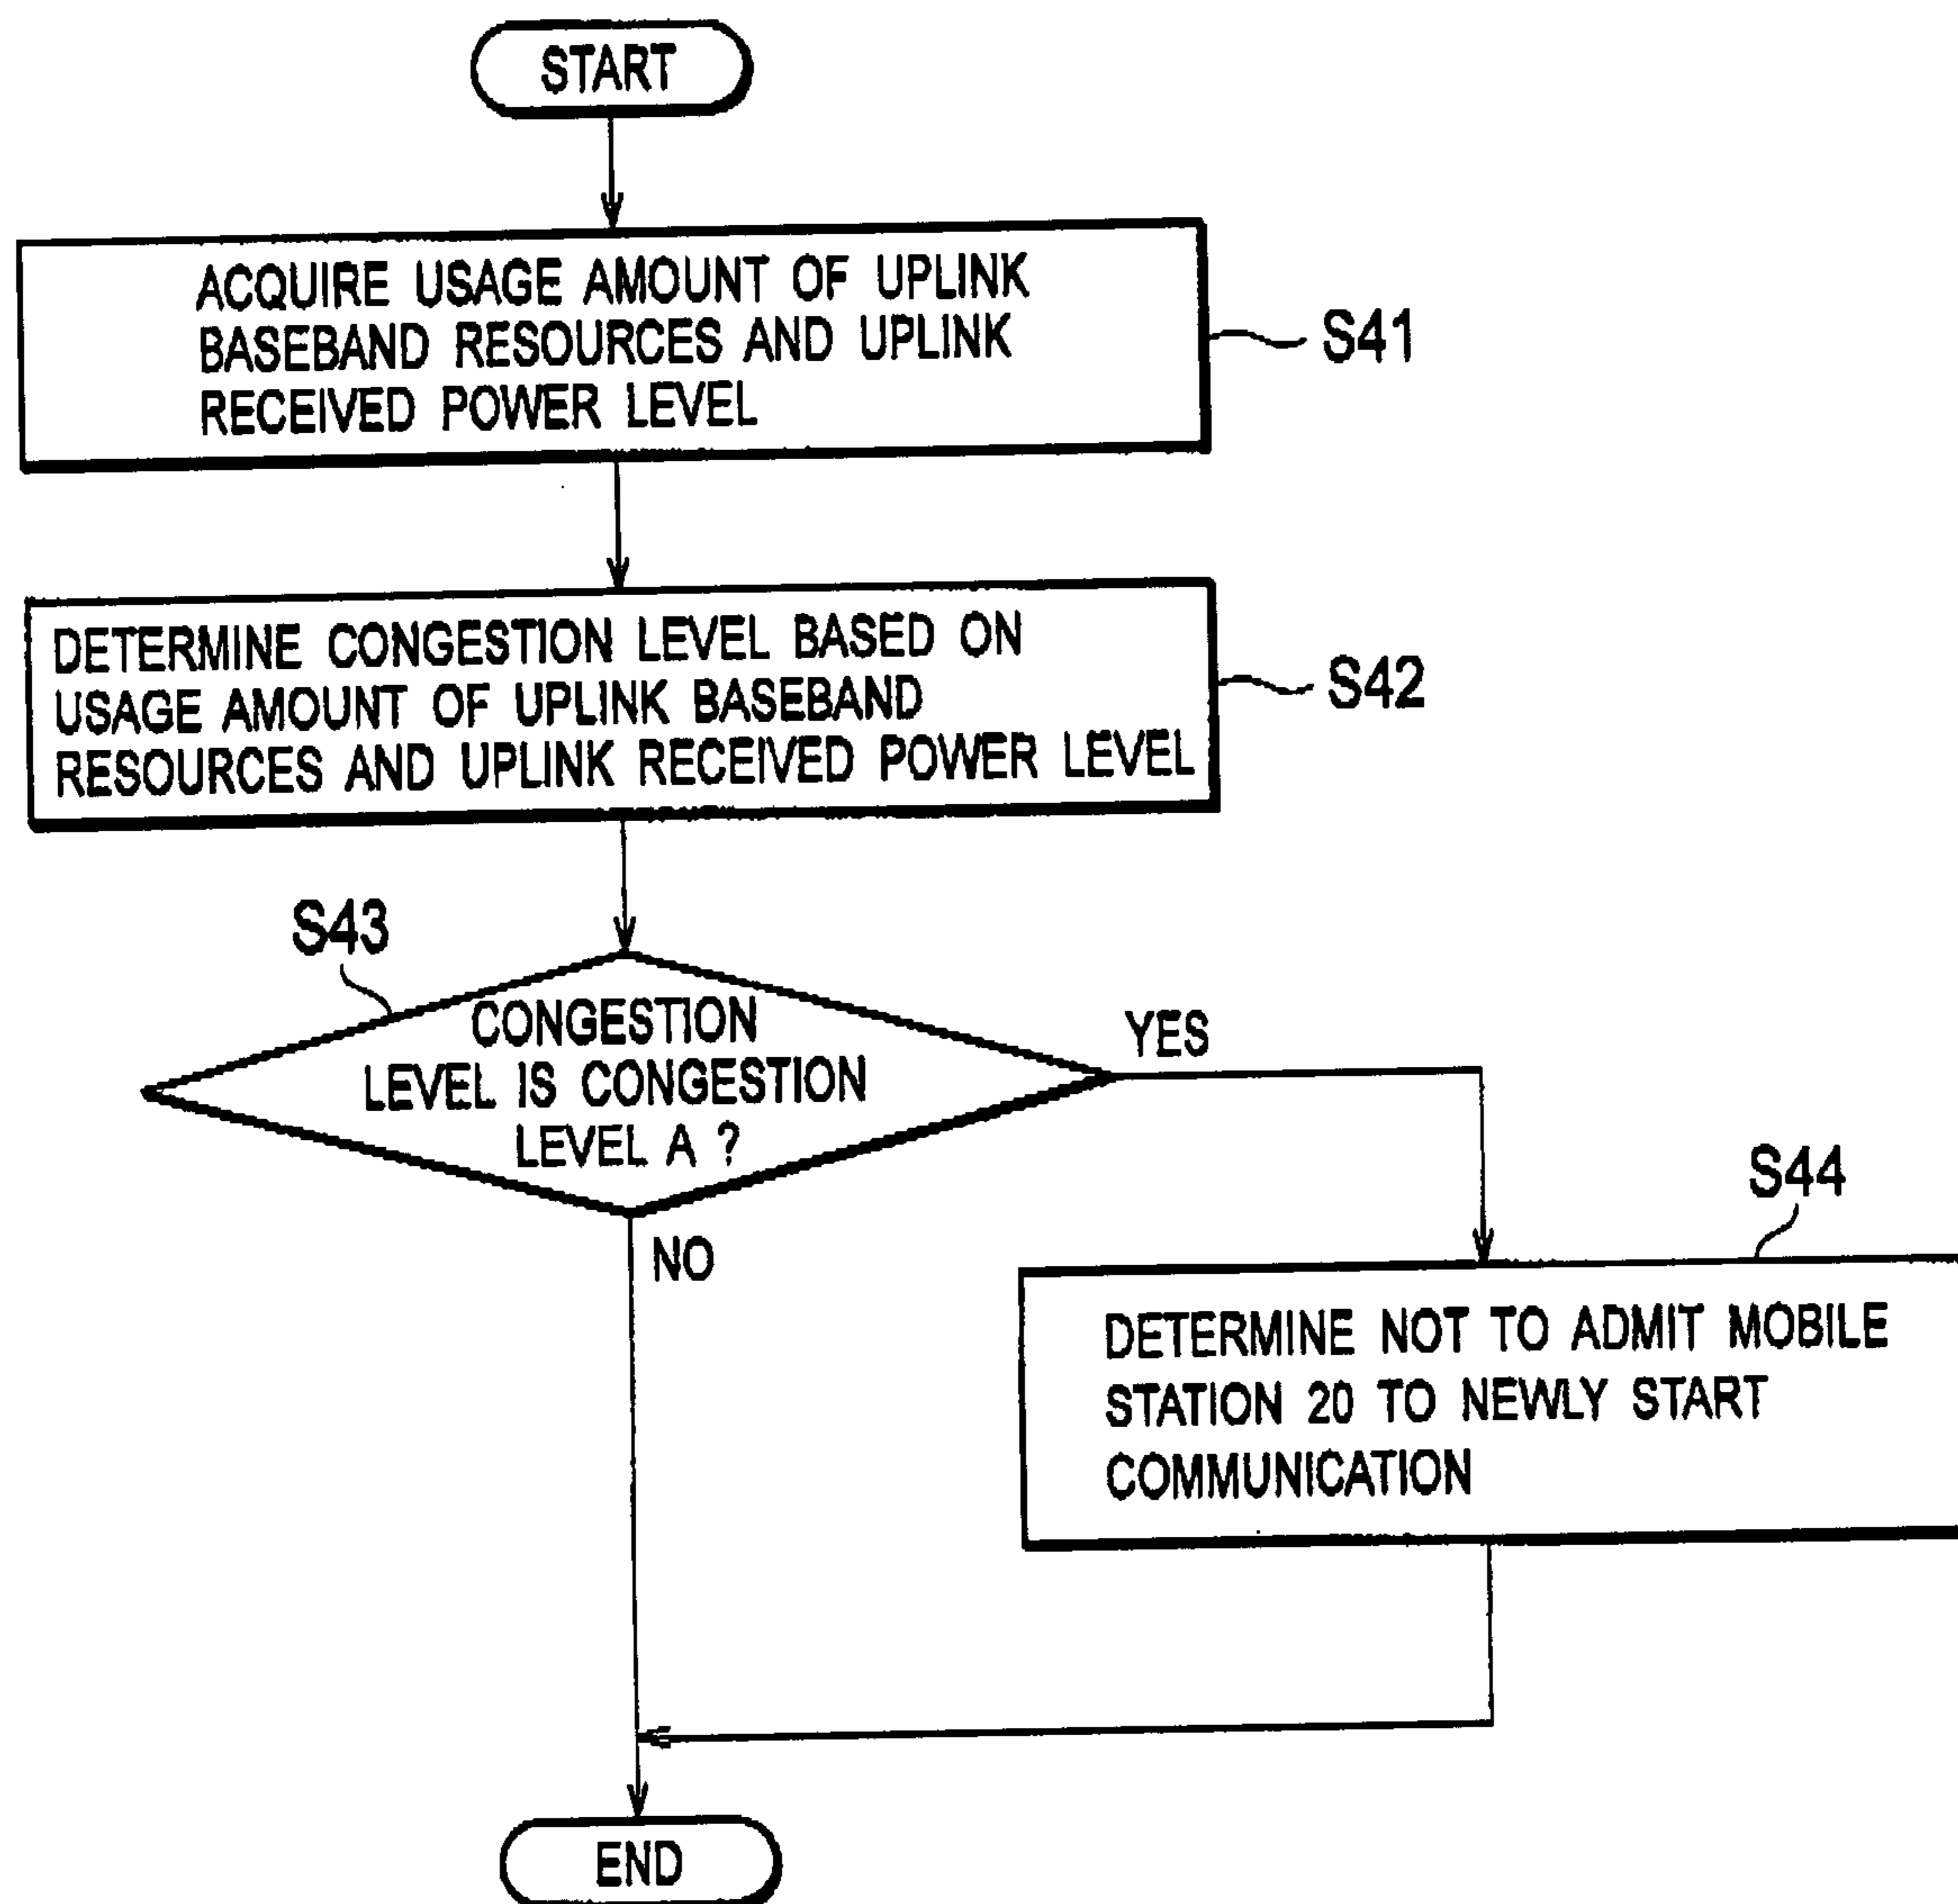 START
ACQUIRE USAGE AMOUNT OF UPLINK
BASEBAND RESOURCES AND UPLINK
RECEIVED POWER LEVEL
S41
DETERMINE CONGESTION LEVEL BASED ON
USAGE AMOUNT OF UPLINK BASEBAND
RESOURCES AND UPLINK RECEIVED POWER LEVEL
S42
S43
CONGESTION
LEVEL IS CONGESTION
LEVEL A ?
YES
NO
S44
DETERMINE NOT TO ADMIT MOBILE
STATION 20 TO NEWLY START
COMMUNICATION
END